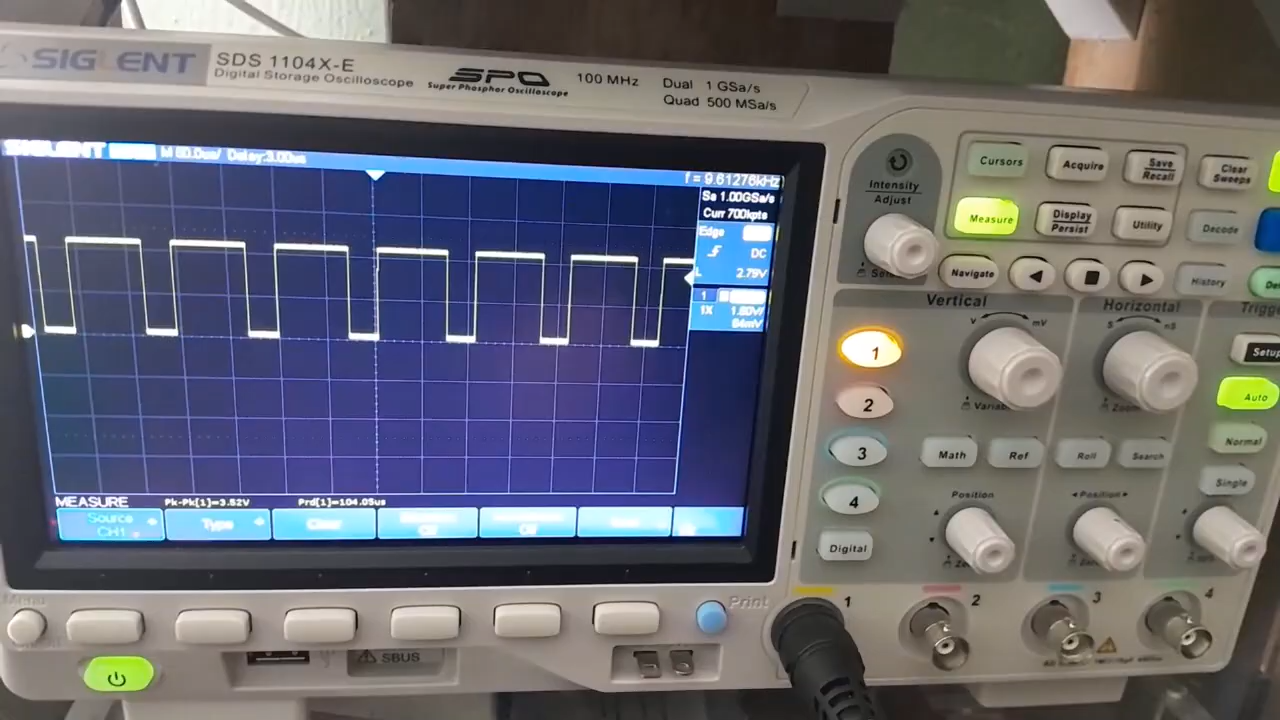 SIGLENT SDS 1104X-E
Digital Storage Oscilloscope
SPO
Super Phosphor Oscilloscope
100 MHz
Dual 1 GSa/s
Quad 500 MSa/s
SIGLENT
Delay:3.00us
f = 9.61276kHz
Sa 1.00GSa/s
Curr 700kpts
Edge
DC
L 2.79V
1
1X
MEASURE Pk-Pk[1]=3.52V Prd[1]=104.05us
Source
CH1
Type
Clear
Intensity
Adjust
Cursors Acquire Save
Recall
Clear
Sweeps
Measure Display
Persist
Utility Decode
Navigate
History
Vertical
V mV
Horizontal
S nS
1
2
3
4
Digital
Math Ref Roll Search
Position
Position
Setup
Auto
Normal
Single
Print
SBUS
1 2 3 4